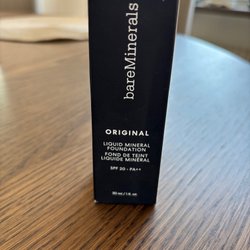 bareMinerals
ORIGINAL
LIQUID MINERAL
FOUNDATION
FOND DE TEINT
LIQUIDE MINÉRAL
SPF 20 - PA++
30 ml / 1 fl. oz.